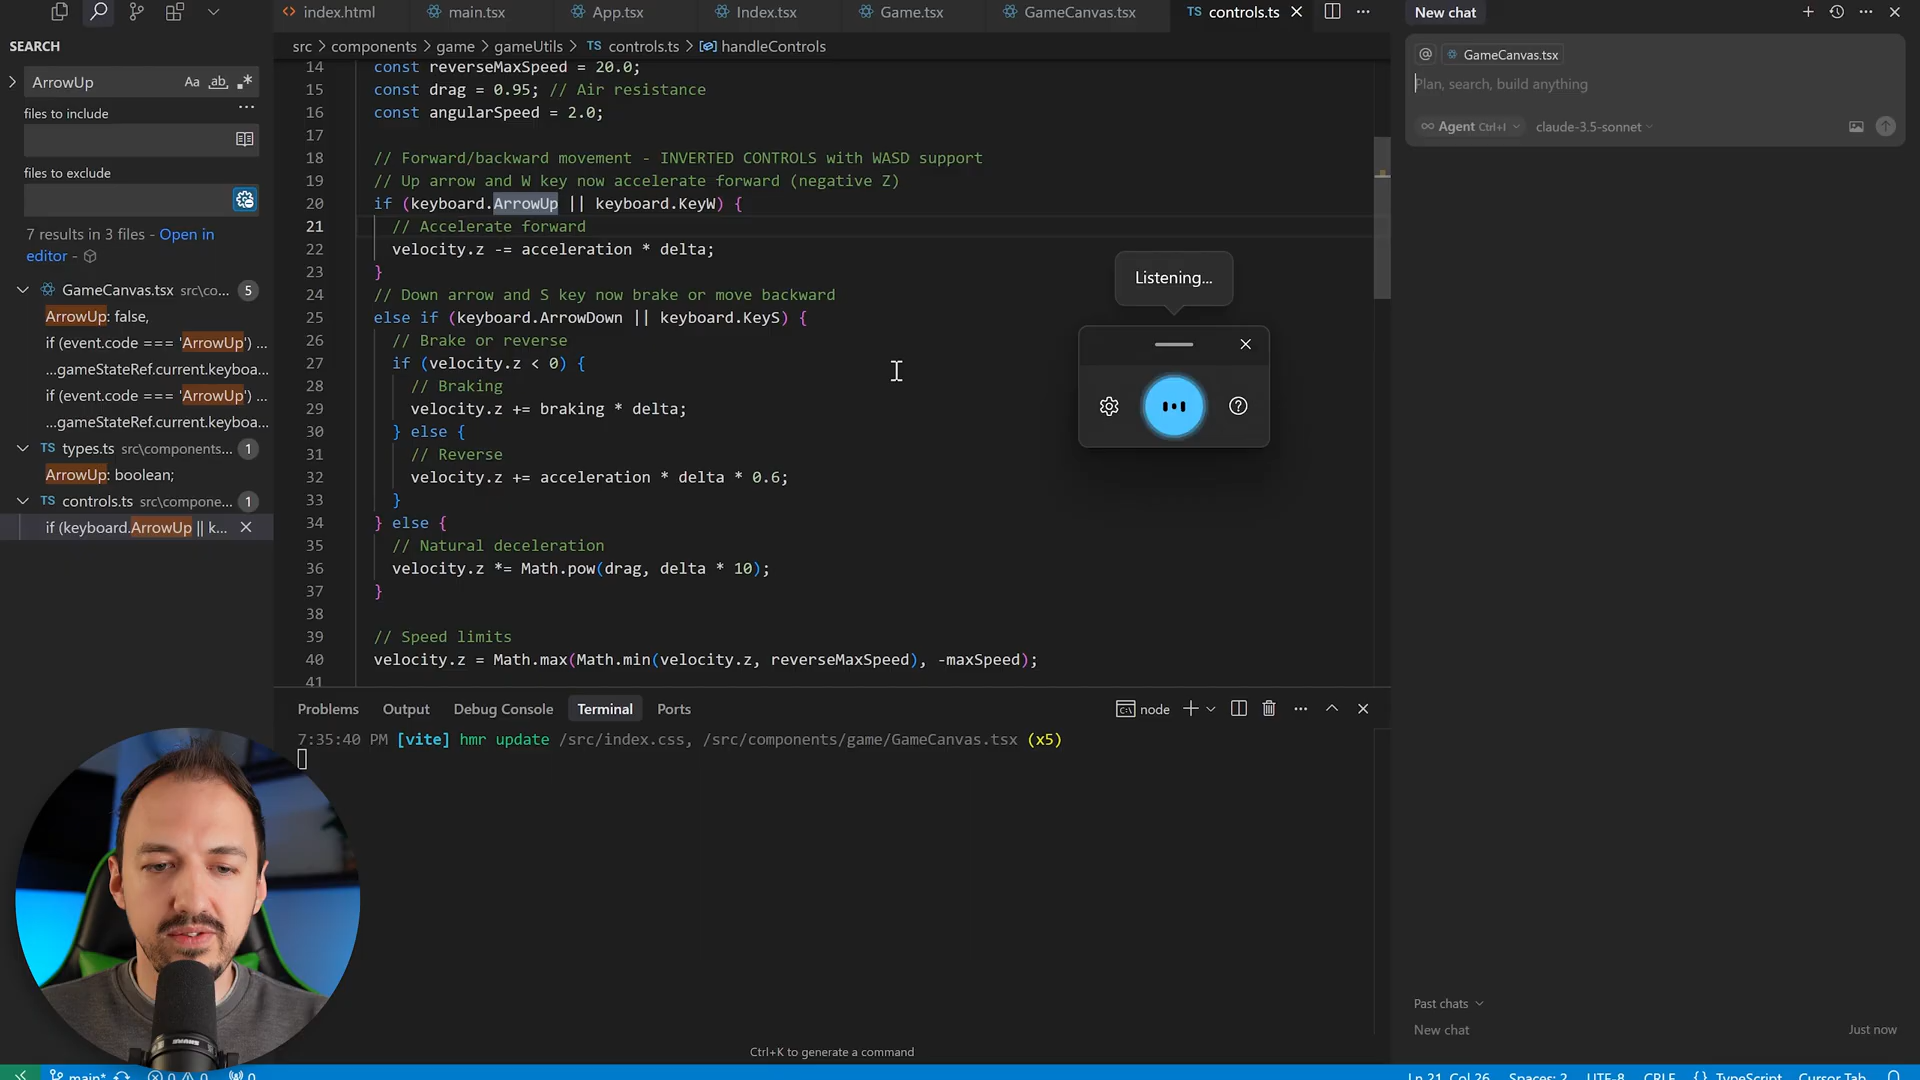 SEARCH
ArrowUp
Aa ab .*
files to include
files to exclude
7 results in 3 files - Open in
editor -
GameCanvas.tsx src\co... 5
ArrowUp: false,
if (event.code === 'ArrowUp') ...
...gameStateRef.current.keyboa...
if (event.code === 'ArrowUp') ...
...gameStateRef.current.keyboa...
TS types.ts src\components... 1
ArrowUp: boolean;
TS controls.ts src\compone... 1
if (keyboard.ArrowUp || k...
index.html main.tsx App.tsx Index.tsx Game.tsx GameCanvas.tsx TS controls.ts
src > components > game > gameUtils > TS controls.ts > handleControls
14 const reverseMaxSpeed = 20.0;
15 const drag = 0.95; // Air resistance
16 const angularSpeed = 2.0;
17
18 // Forward/backward movement - INVERTED CONTROLS with WASD support
19 // Up arrow and W key now accelerate forward (negative Z)
20 if (keyboard.ArrowUp || keyboard.KeyW) {
21 // Accelerate forward
22 velocity.z -= acceleration * delta;
23 }
24 // Down arrow and S key now brake or move backward
25 else if (keyboard.ArrowDown || keyboard.KeyS) {
26 // Brake or reverse
27 if (velocity.z < 0) {
28 // Braking
29 velocity.z += braking * delta;
30 } else {
31 // Reverse
32 velocity.z += acceleration * delta * 0.6;
33 }
34 } else {
35 // Natural deceleration
36 velocity.z *= Math.pow(drag, delta * 10);
37 }
38
39 // Speed limits
40 velocity.z = Math.max(Math.min(velocity.z, reverseMaxSpeed), -maxSpeed);
41
Listening...
Problems Output Debug Console Terminal Ports
node
7:35:40 PM [vite] hmr update /src/index.css, /src/components/game/GameCanvas.tsx (x5)
Ctrl+K to generate a command
New chat
@ GameCanvas.tsx
Plan, search, build anything
Agent Ctrl+I claude-3.5-sonnet
Past chats
New chat Just now
main* 0 0 0
Ln 21, Col 26 Spaces: 2 UTF-8 CRLF {} TypeScript Cursor Tab